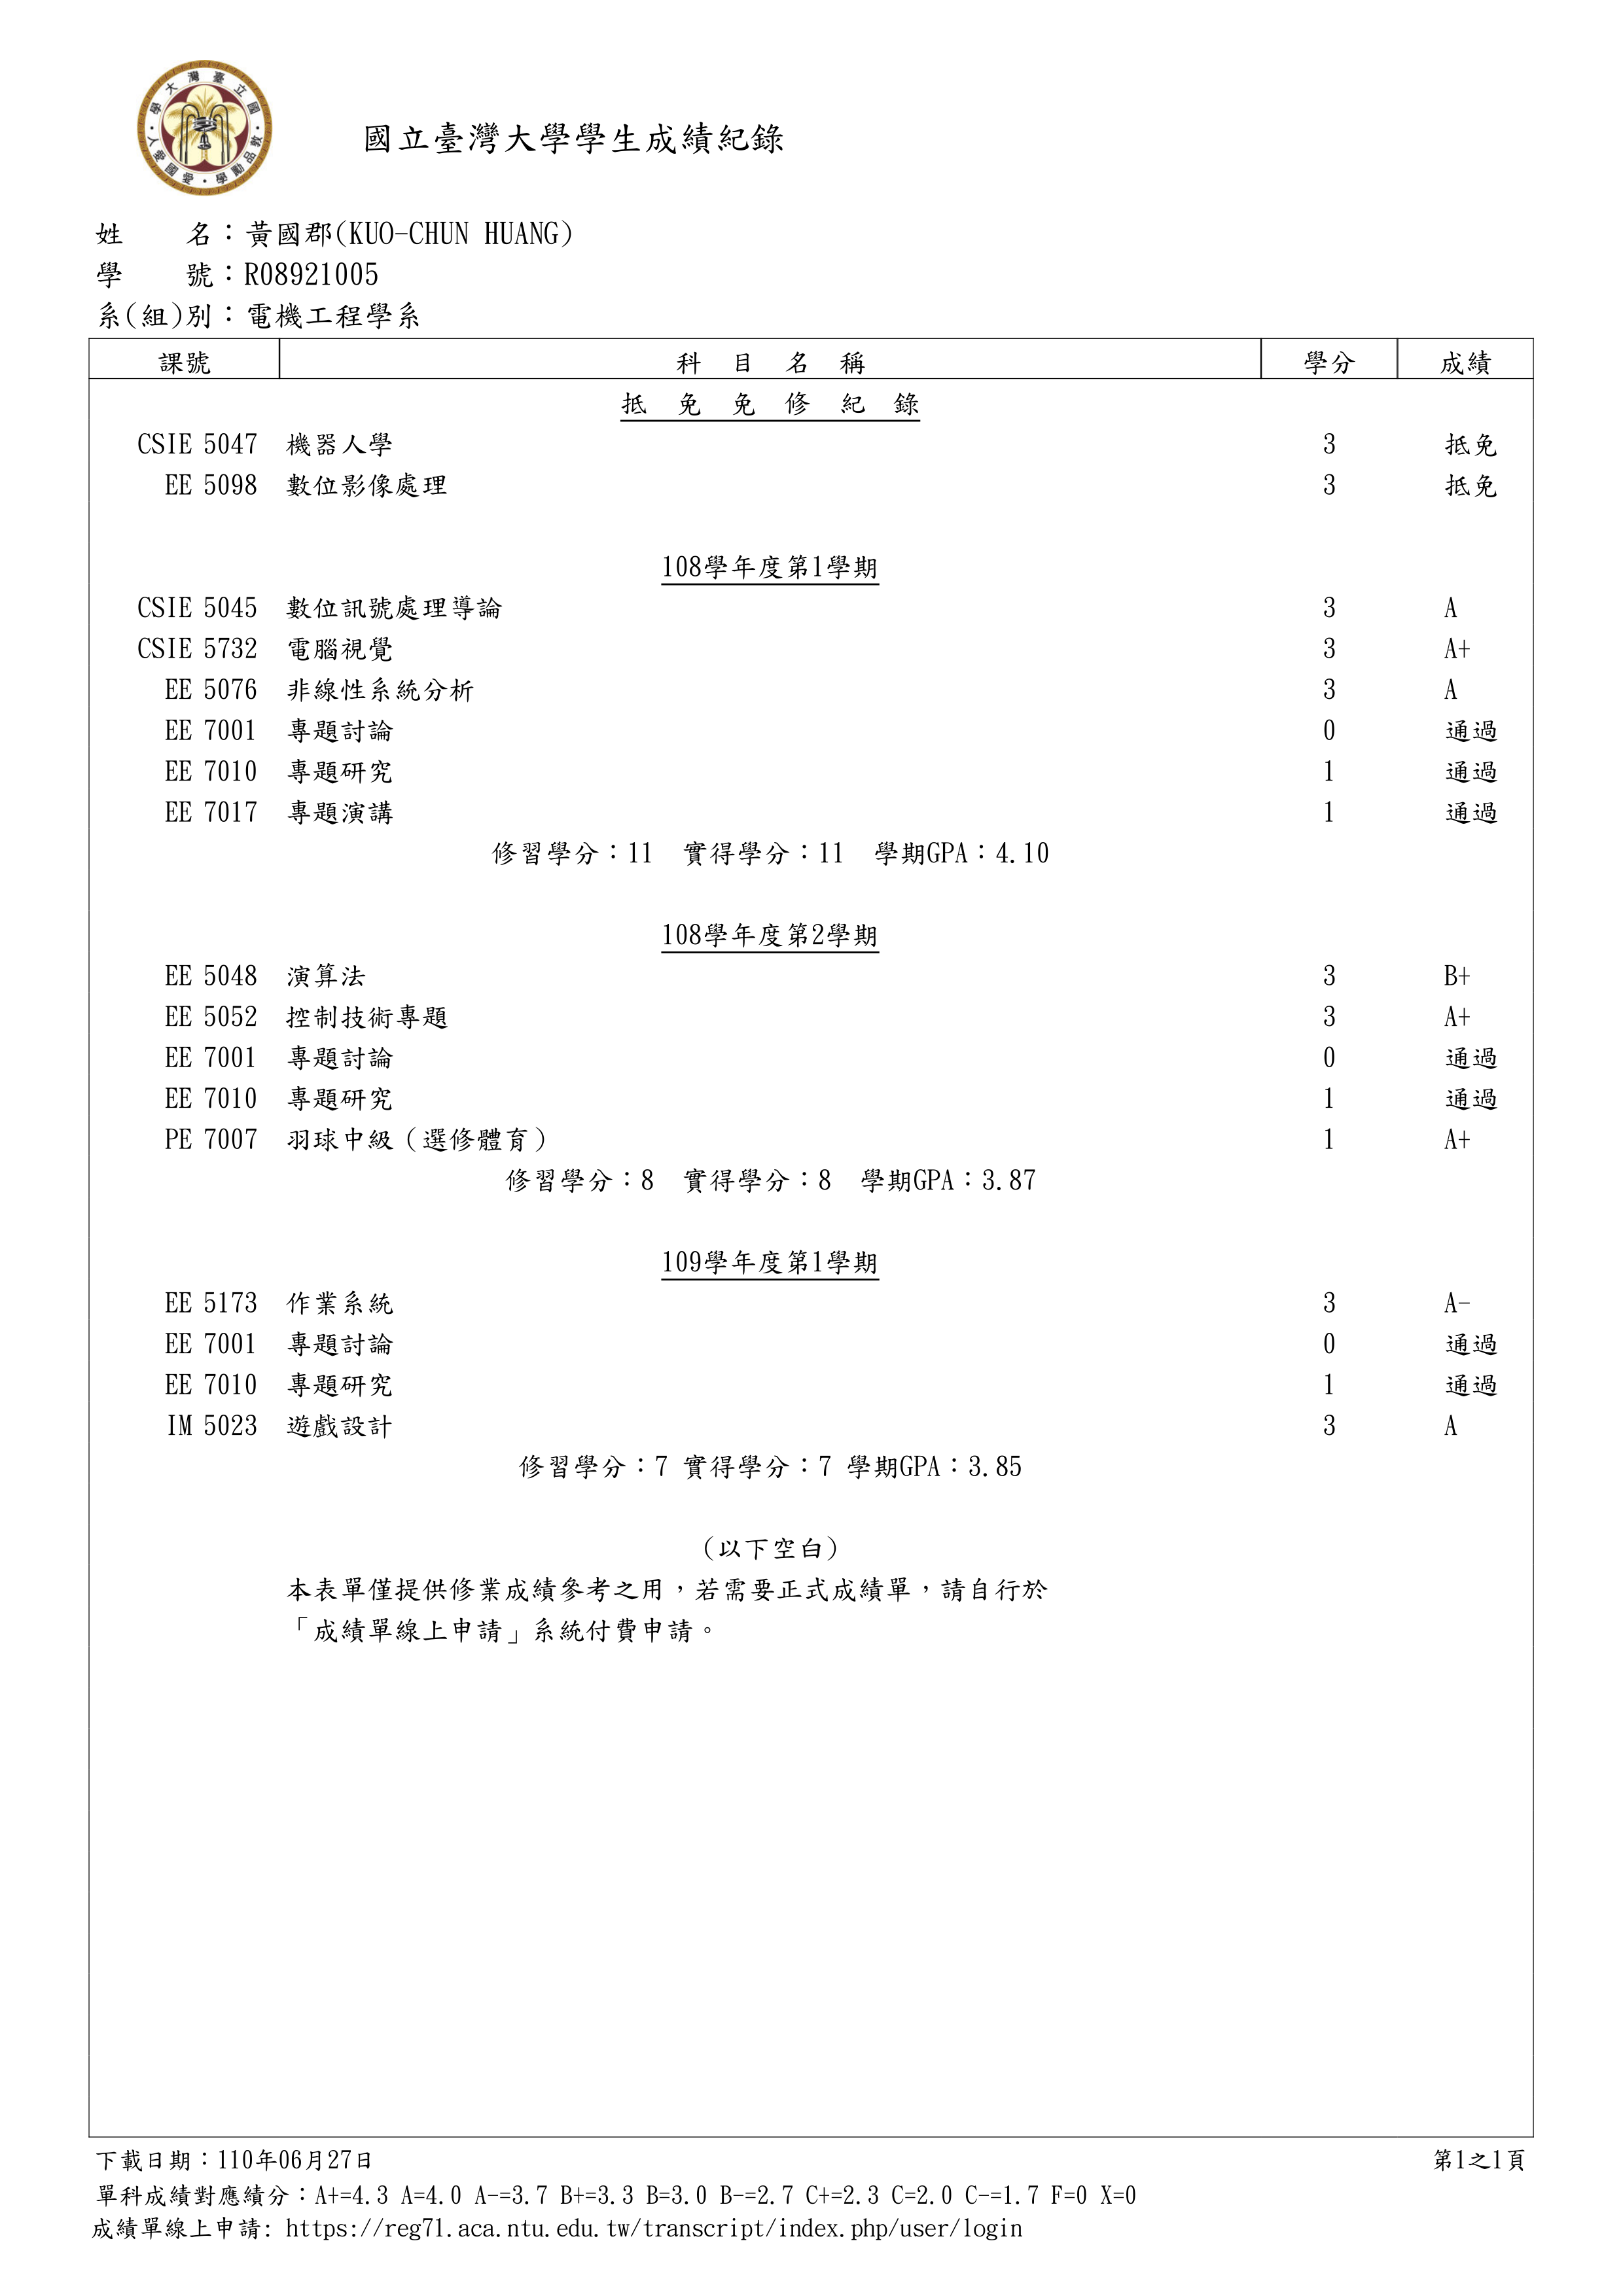 國立臺灣大學 敦品勵學 愛國愛人
國立臺灣大學學生成績紀錄
姓 名：黃國郡(KUO-CHUN HUANG)
學 號：R08921005
系(組)別：電機工程學系
課號 科 目 名 稱 學分 成績
抵 免 免 修 紀 錄
CSIE 5047 機器人學 3 抵免
EE 5098 數位影像處理 3 抵免
108學年度第1學期
CSIE 5045 數位訊號處理導論 3 A
CSIE 5732 電腦視覺 3 A+
EE 5076 非線性系統分析 3 A
EE 7001 專題討論 0 通過
EE 7010 專題研究 1 通過
EE 7017 專題演講 1 通過
修習學分：11 實得學分：11 學期GPA：4.10
108學年度第2學期
EE 5048 演算法 3 B+
EE 5052 控制技術專題 3 A+
EE 7001 專題討論 0 通過
EE 7010 專題研究 1 通過
PE 7007 羽球中級（選修體育） 1 A+
修習學分：8 實得學分：8 學期GPA：3.87
109學年度第1學期
EE 5173 作業系統 3 A-
EE 7001 專題討論 0 通過
EE 7010 專題研究 1 通過
IM 5023 遊戲設計 3 A
修習學分：7 實得學分：7 學期GPA：3.85
(以下空白)
本表單僅提供修業成績參考之用，若需要正式成績單，請自行於
「成績單線上申請」系統付費申請。
下載日期：110年06月27日 第1之1頁
單科成績對應績分：A+=4.3 A=4.0 A-=3.7 B+=3.3 B=3.0 B-=2.7 C+=2.3 C=2.0 C-=1.7 F=0 X=0
成績單線上申請: https://reg71.aca.ntu.edu.tw/transcript/index.php/user/login